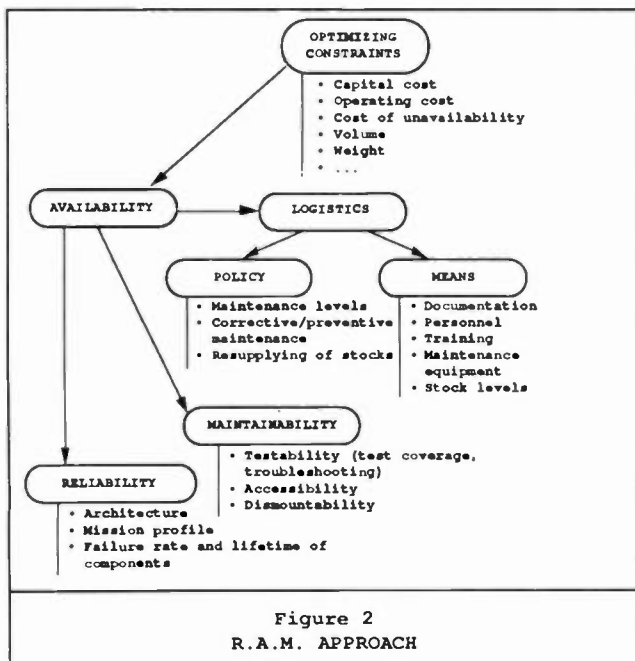 OPTIMIZING
CONSTRAINTS
• Capital cost
• Operating cost
• Cost of unavailability
• Volume
• Weight
• ...
AVAILABILITY
LOGISTICS
POLICY
• Maintenance levels
• Corrective/preventive
maintenance
• Resupplying of stocks
MEANS
• Documentation
• Personnel
• Training
• Maintenance
equipment
• Stock levels
MAINTAINABILITY
• Testability (test coverage,
troubleshooting)
• Accessibility
• Dismountability
RELIABILITY
• Architecture
• Mission profile
• Failure rate and lifetime of
components
Figure 2
R.A.M. APPROACH